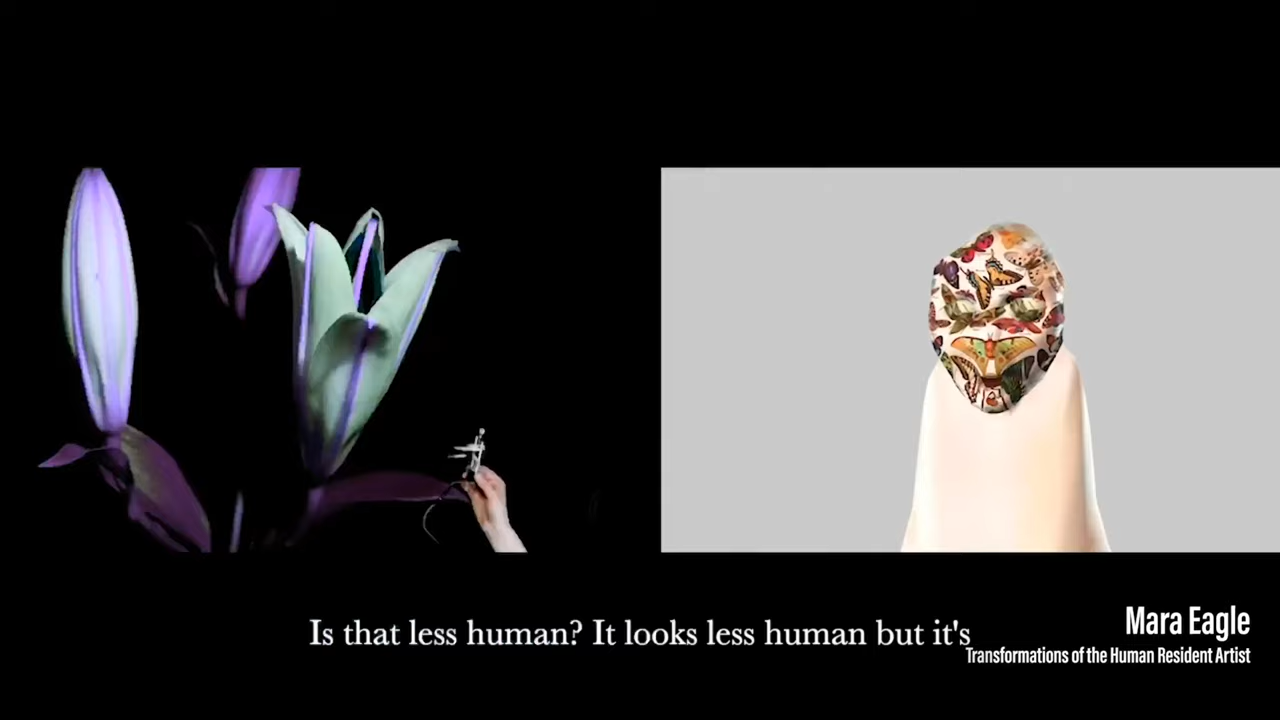 Is that less human? It looks less human but it's
Mara Eagle
Transformations of the Human Resident Artist